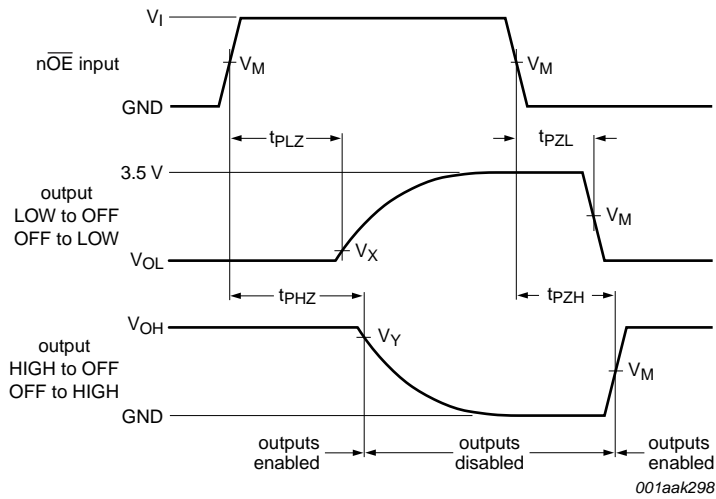 V_I
nO̅E̅ input
V_M
V_M
GND
t_PLZ
t_PZL
3.5 V
output
LOW to OFF
OFF to LOW
V_M
V_OL
V_X
t_PHZ
t_PZH
V_OH
V_Y
output
HIGH to OFF
OFF to HIGH
V_M
GND
outputs
enabled
outputs
disabled
outputs
enabled
001aak298